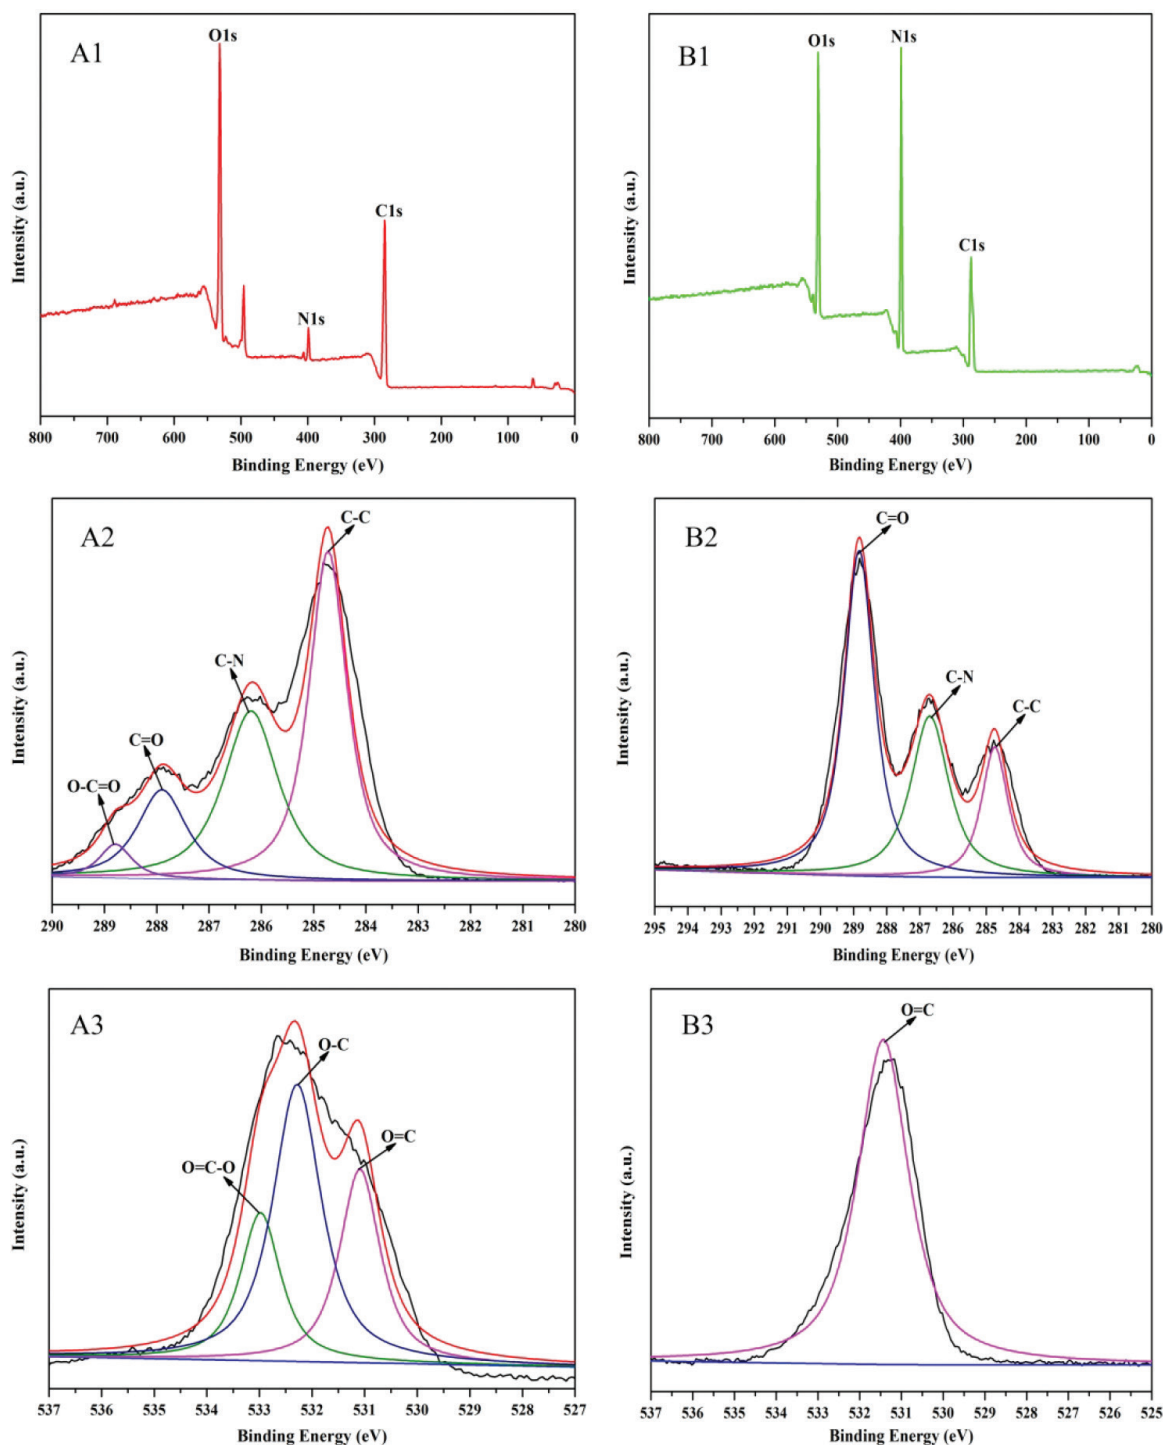 A1
O1s
N1s
C1s
Intensity (a.u.)
800 700 600 500 400 300 200 100 0
Binding Energy (eV)
B1
O1s
N1s
C1s
Intensity (a.u.)
800 700 600 500 400 300 200 100 0
Binding Energy (eV)
A2
C-C
C-N
C=O
O-C=O
Intensity (a.u.)
290 289 288 287 286 285 284 283 282 281 280
Binding Energy (eV)
B2
C=O
C-N
C-C
Intensity (a.u.)
295 294 293 292 291 290 289 288 287 286 285 284 283 282 281 280
Binding Energy (eV)
A3
O-C
O=C
O=C-O
Intensity (a.u.)
537 536 535 534 533 532 531 530 529 528 527
Binding Energy (eV)
B3
O=C
Intensity (a.u.)
537 536 535 534 533 532 531 530 529 528 527 526 525
Binding Energy (eV)